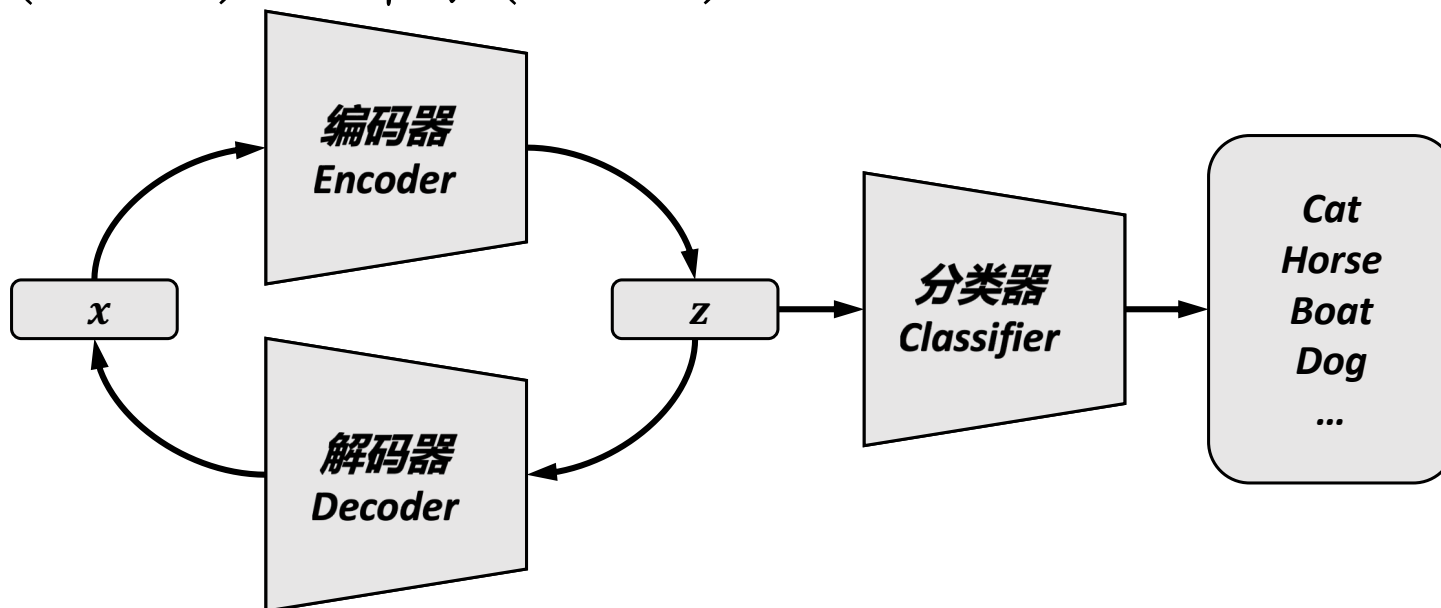 编码器
Encoder
x
z
解码器
Decoder
分类器
Classifier
Cat
Horse
Boat
Dog
...